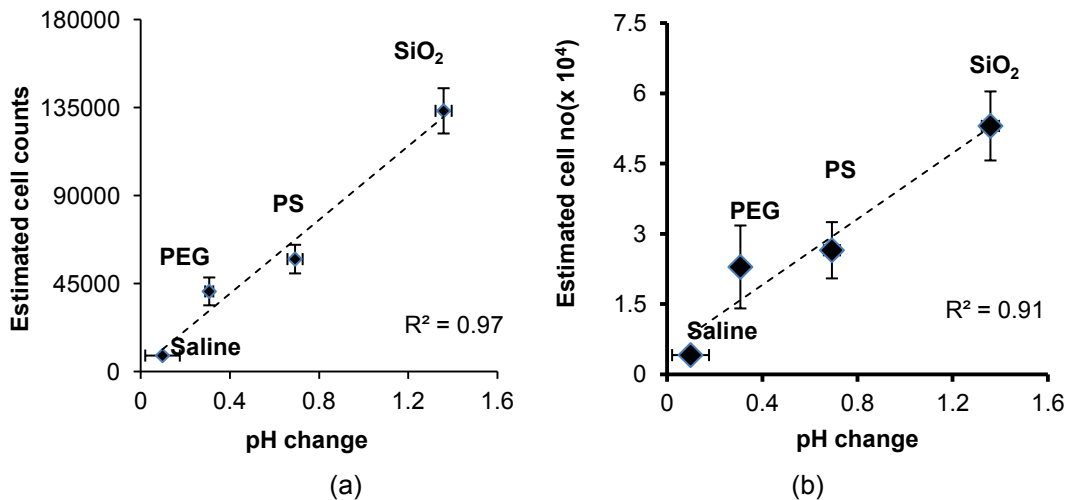 180000
135000
90000
45000
0
Estimated cell counts
SiO₂
PS
PEG
Saline
R² = 0.97
0 0.4 0.8 1.2 1.6
pH change
(a)
7.5
6
4.5
3
1.5
0
Estimated cell no(x 10⁴)
SiO₂
PS
PEG
Saline
R² = 0.91
0 0.4 0.8 1.2 1.6
pH change
(b)